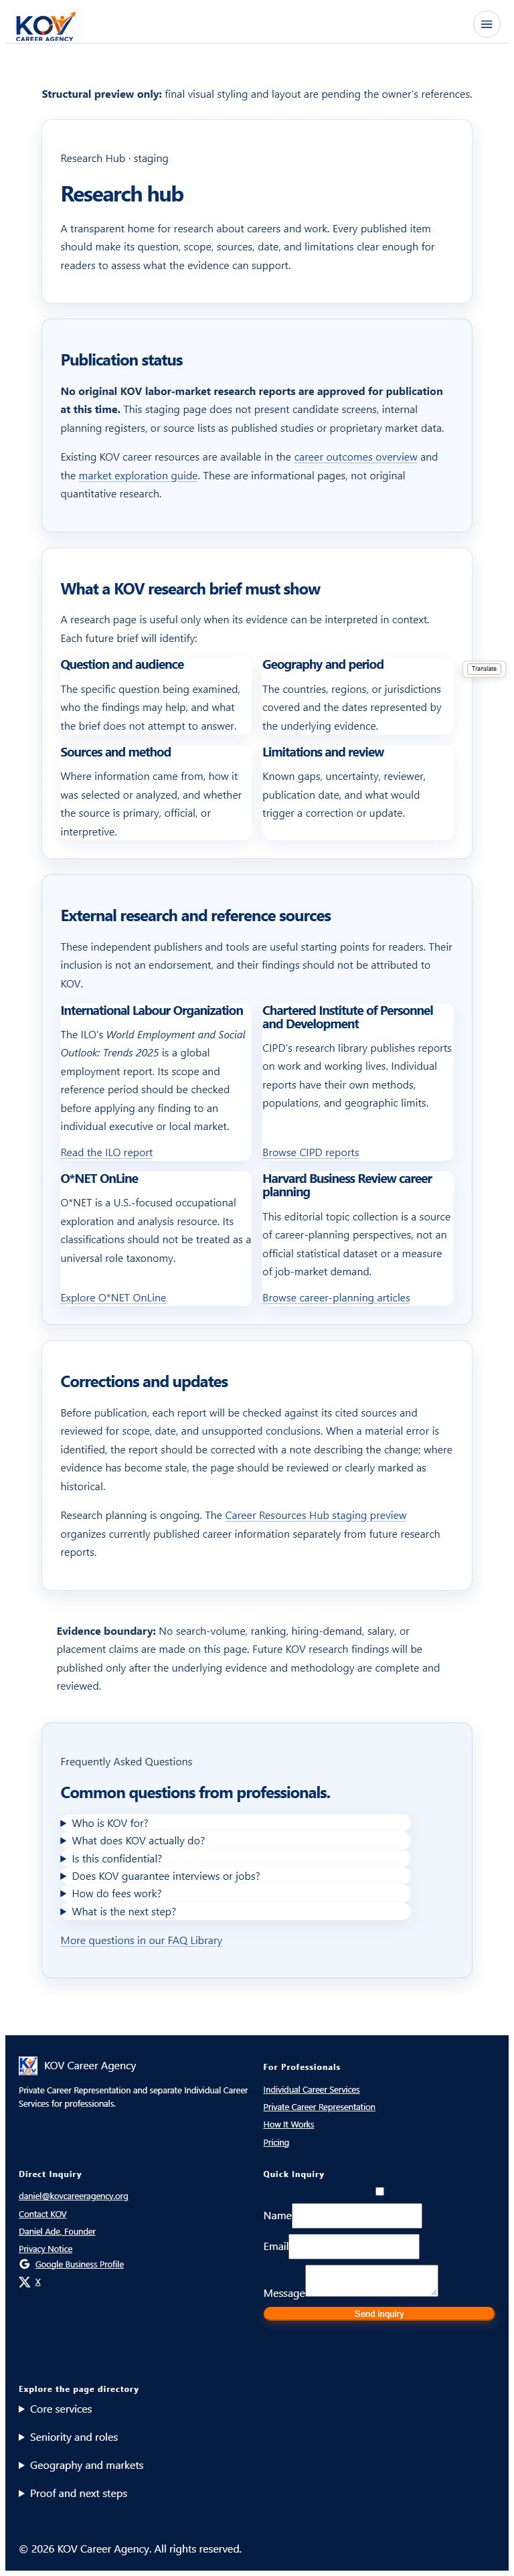 KOV
CAREER AGENCY
Structural preview only: final visual styling and layout are pending the owner's references.
Research Hub · staging
Research hub
A transparent home for research about careers and work. Every published item
should make its question, scope, sources, date, and limitations clear enough for
readers to assess what the evidence can support.
Publication status
No original KOV labor-market research reports are approved for publication
at this time. This staging page does not present candidate screens, internal
planning registers, or source lists as published studies or proprietary market data.
Existing KOV career resources are available in the career outcomes overview and
the market exploration guide. These are informational pages, not original
quantitative research.
What a KOV research brief must show
A research page is useful only when its evidence can be interpreted in context.
Each future brief will identify:
Question and audience
The specific question being examined,
who the findings may help, and what
the brief does not attempt to answer.
Geography and period
The countries, regions, or jurisdictions
covered and the dates represented by
the underlying evidence.
Translate
Sources and method
Where information came from, how it
was selected or analyzed, and whether
the source is primary, official, or
interpretive.
Limitations and review
Known gaps, uncertainty, reviewer,
publication date, and what would
trigger a correction or update.
External research and reference sources
These independent publishers and tools are useful starting points for readers. Their
inclusion is not an endorsement, and their findings should not be attributed to
KOV.
International Labour Organization
The ILO's World Employment and Social
Outlook: Trends 2025 is a global
employment report. Its scope and
reference period should be checked
before applying any finding to an
individual executive or local market.
Read the ILO report
Chartered Institute of Personnel
and Development
CIPD's research library publishes reports
on work and working lives. Individual
reports have their own methods,
populations, and geographic limits.
Browse CIPD reports
O*NET OnLine
O*NET is a U.S.-focused occupational
exploration and analysis resource. Its
classifications should not be treated as a
universal role taxonomy.
Explore O*NET OnLine
Harvard Business Review career
planning
This editorial topic collection is a source
of career-planning perspectives, not an
official statistical dataset or a measure
of job-market demand.
Browse career-planning articles
Corrections and updates
Before publication, each report will be checked against its cited sources and
reviewed for scope, date, and unsupported conclusions. When a material error is
identified, the report should be corrected with a note describing the change; where
evidence has become stale, the page should be reviewed or clearly marked as
historical.
Research planning is ongoing. The Career Resources Hub staging preview
organizes currently published career information separately from future research
reports.
Evidence boundary: No search-volume, ranking, hiring-demand, salary, or
placement claims are made on this page. Future KOV research findings will be
published only after the underlying evidence and methodology are complete and
reviewed.
Frequently Asked Questions
Common questions from professionals.
Who is KOV for?
What does KOV actually do?
Is this confidential?
Does KOV guarantee interviews or jobs?
How do fees work?
What is the next step?
More questions in our FAQ Library
KOV Career Agency
Private Career Representation and separate Individual Career
Services for professionals.
For Professionals
Individual Career Services
Private Career Representation
How It Works
Pricing
Direct Inquiry
daniel@kovcareeragency.org
Contact KOV
Daniel Ade, Founder
Privacy Notice
Google Business Profile
X
Quick Inquiry
Name
Email
Message
Send inquiry
Explore the page directory
Core services
Seniority and roles
Geography and markets
Proof and next steps
© 2026 KOV Career Agency. All rights reserved.